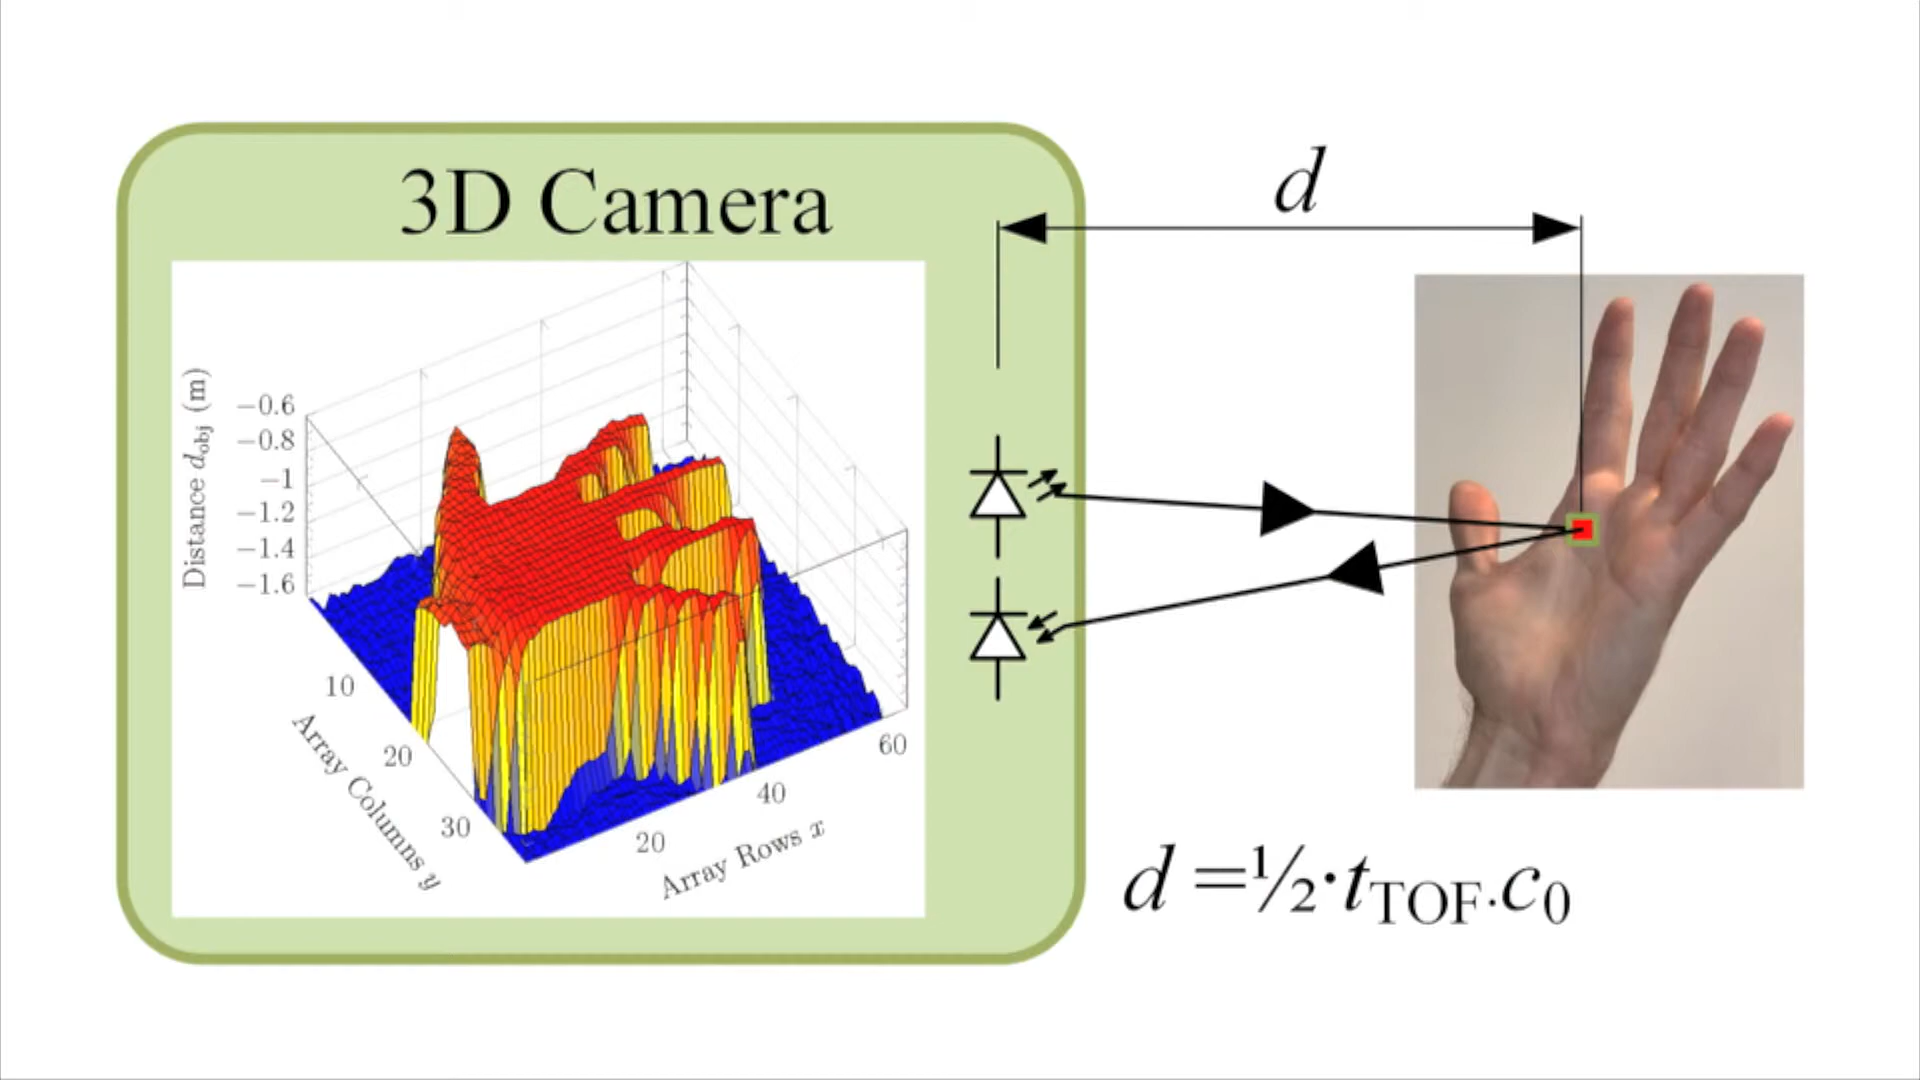 3D Camera
d
Distance d_obj (m)
−0.6
−0.8
−1
−1.2
−1.4
−1.6
10
20
30
Array Columns y
20
40
60
Array Rows x
d =½·t_TOF·c_0